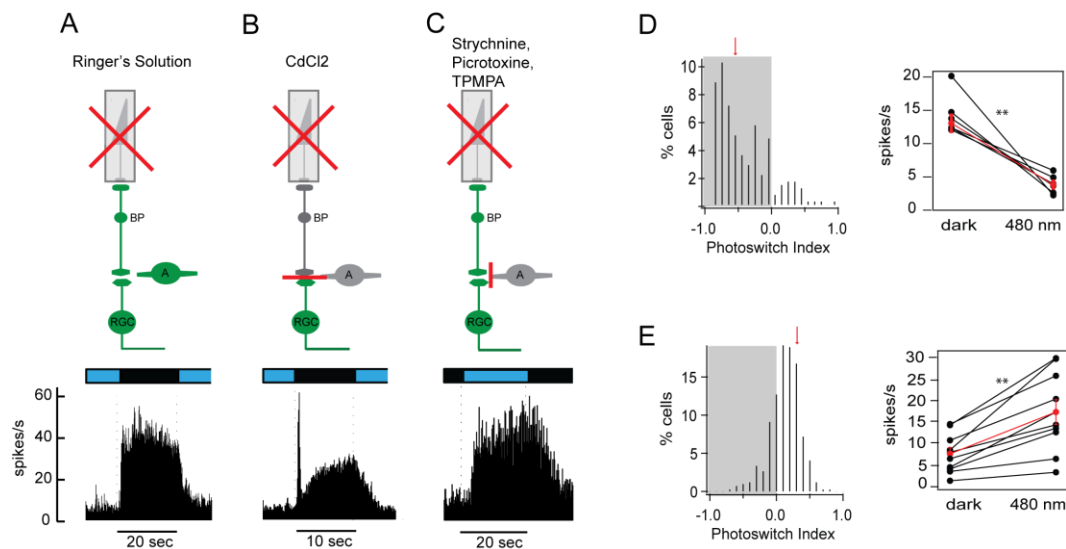 A
Ringer's Solution
BP
A
RGC
60
40
20
0
spikes/s
20 sec
B
CdCl2
BP
A
RGC
10 sec
C
Strychnine,
Picrotoxine,
TPMPA
BP
A
RGC
20 sec
D
10
8
6
4
2
% cells
-1.0 0.0 1.0
Photoswitch Index
20
15
10
5
0
spikes/s
**
dark 480 nm
E
15
10
5
% cells
-1.0 0.0 1.0
Photoswitch Index
30
25
20
15
10
5
0
spikes/s
**
dark 480 nm